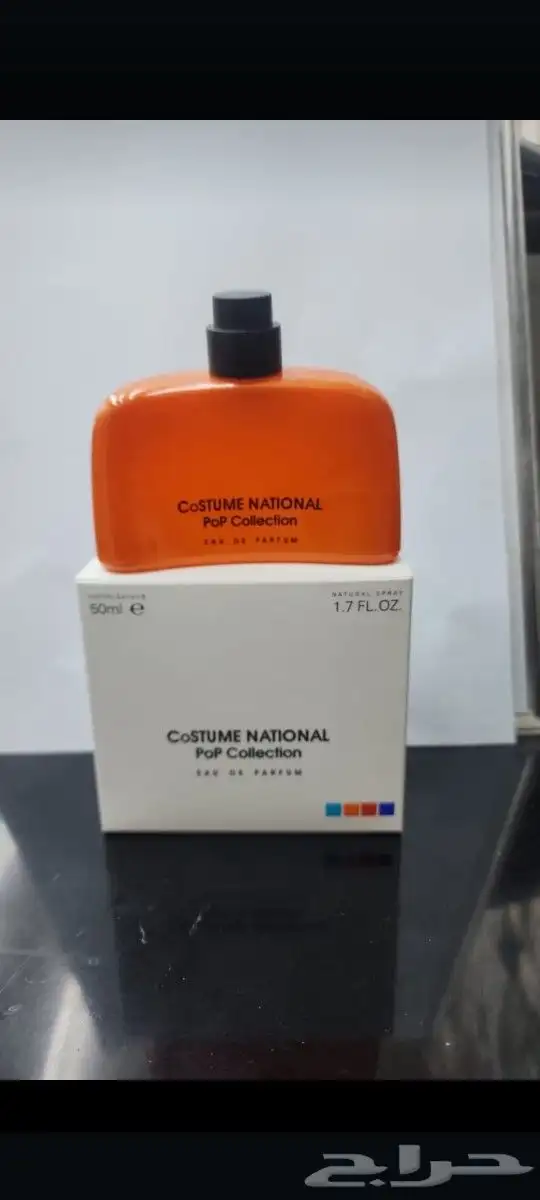 CoSTUME NATIONAL
PoP Collection
EAU DE PARFUM
50ml e
NATURAL SPRAY
1.7 FL.OZ.
CoSTUME NATIONAL
PoP Collection
EAU DE PARFUM
حراج